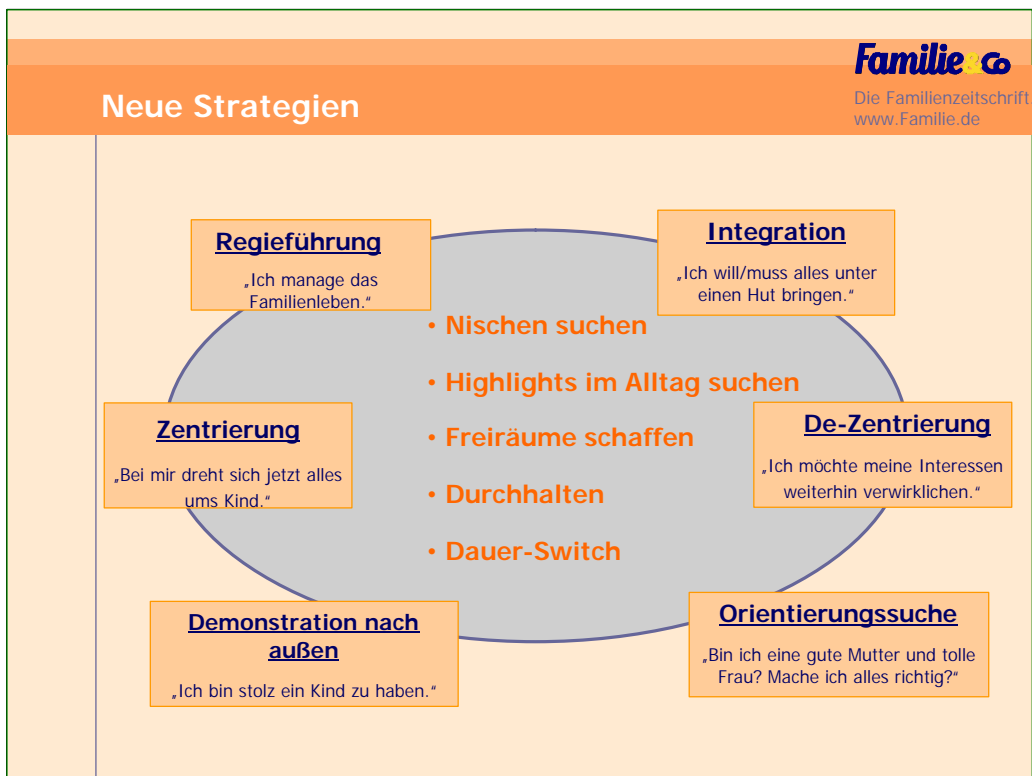 Familie&Co
Die Familienzeitschrift.
www.Familie.de
Neue Strategien
Regieführung
„Ich manage das
Familienleben.“
Integration
„Ich will/muss alles unter
einen Hut bringen.“
• Nischen suchen
• Highlights im Alltag suchen
• Freiräume schaffen
• Durchhalten
• Dauer-Switch
Zentrierung
„Bei mir dreht sich jetzt alles
ums Kind.“
De-Zentrierung
„Ich möchte meine Interessen
weiterhin verwirklichen.“
Demonstration nach
außen
„Ich bin stolz ein Kind zu haben.“
Orientierungssuche
„Bin ich eine gute Mutter und tolle
Frau? Mache ich alles richtig?“